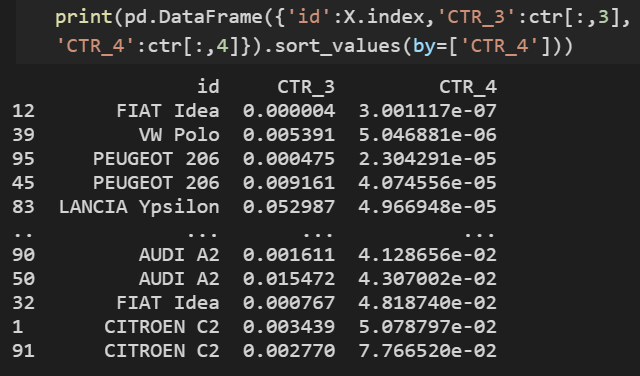 print(pd.DataFrame({'id':X.index,'CTR_3':ctr[:,3],
'CTR_4':ctr[:,4]}).sort_values(by=['CTR_4']))
id CTR_3 CTR_4
12 FIAT Idea 0.000004 3.001117e-07
39 VW Polo 0.005391 5.046881e-06
95 PEUGEOT 206 0.000475 2.304291e-05
45 PEUGEOT 206 0.009161 4.074556e-05
83 LANCIA Ypsilon 0.052987 4.966948e-05
.. ... ... ...
90 AUDI A2 0.001611 4.128656e-02
50 AUDI A2 0.015472 4.307002e-02
32 FIAT Idea 0.000767 4.818740e-02
1 CITROEN C2 0.003439 5.078797e-02
91 CITROEN C2 0.002770 7.766520e-02